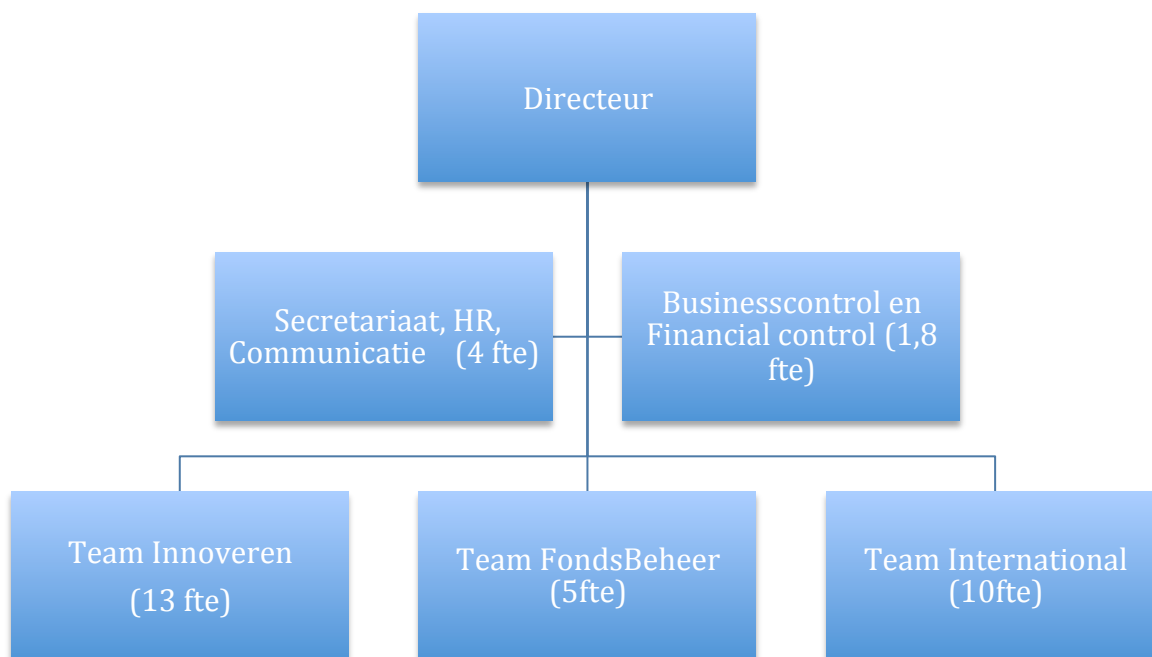 Directeur
Secretariaat, HR,
Communicatie (4 fte)
Businesscontrol en
Financial control (1,8
fte)
Team Innoveren
(13 fte)
Team FondsBeheer
(5fte)
Team International
(10fte)